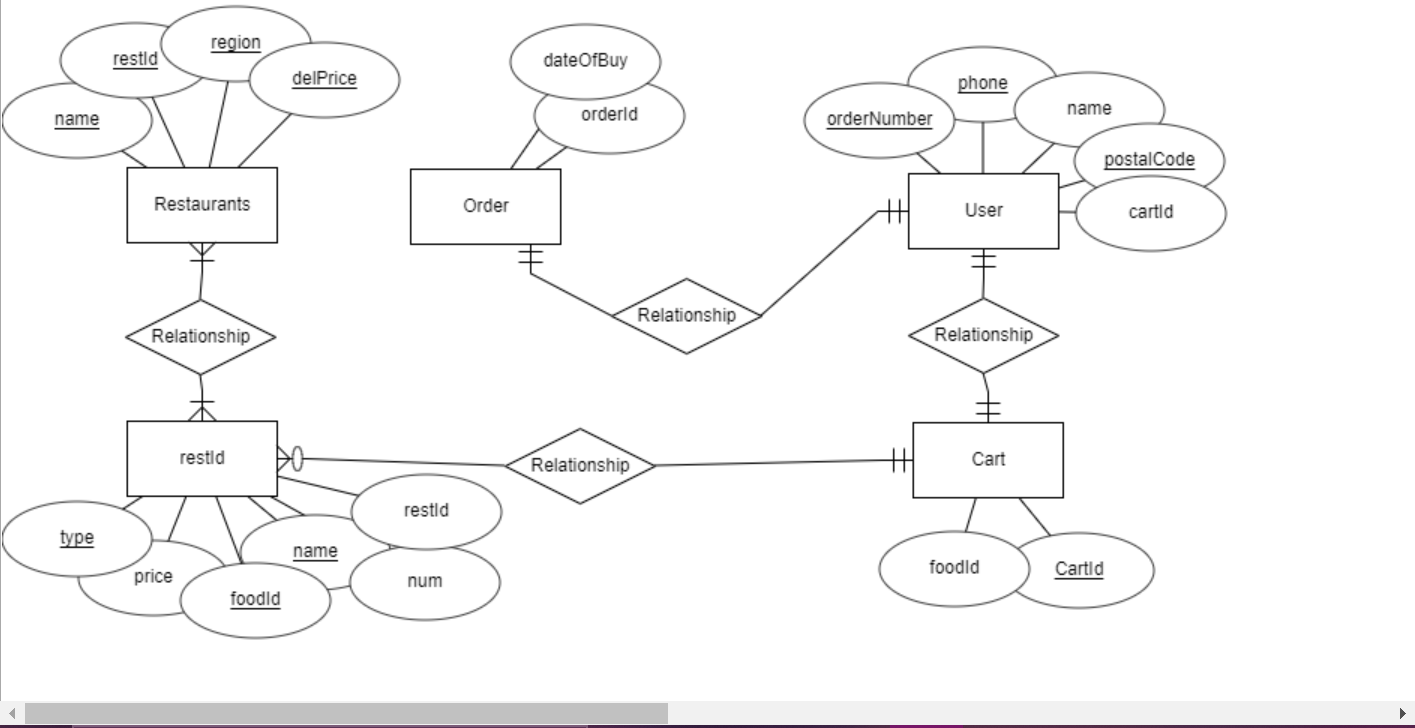 region
restId
delPrice
name
Restaurants
Relationship
restId
type
price
foodId
name
restId
num
dateOfBuy
orderId
Order
Relationship
Relationship
phone
orderNumber
name
postalCode
cartId
User
Relationship
Cart
foodId
CartId